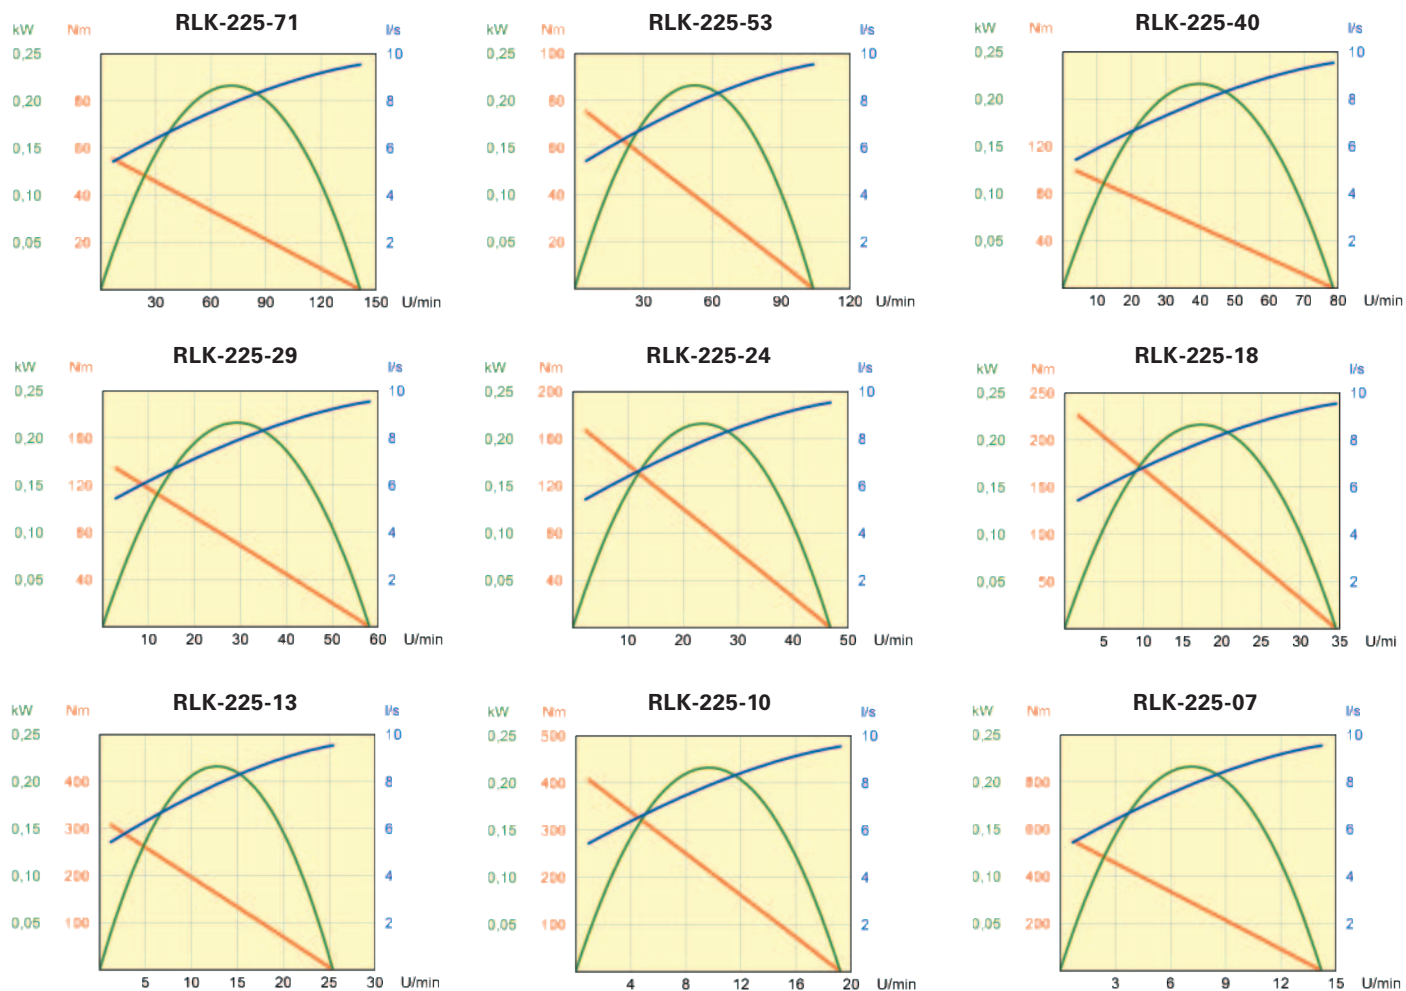 RLK-225-71
kW Nm l/s
0,25 10
0,20 80 8
0,15 60 6
0,10 40 4
0,05 20 2
30 60 90 120 150 U/min
RLK-225-53
kW Nm l/s
0,25 100 10
0,20 80 8
0,15 60 6
0,10 40 4
0,05 20 2
30 60 90 120 U/min
RLK-225-40
kW Nm l/s
0,25 10
0,20 8
0,15 120 6
0,10 80 4
0,05 40 2
10 20 30 40 50 60 70 80 U/min
RLK-225-29
kW Nm l/s
0,25 10
0,20 160 8
0,15 120 6
0,10 80 4
0,05 40 2
10 20 30 40 50 60 U/min
RLK-225-24
kW Nm l/s
0,25 200 10
0,20 160 8
0,15 120 6
0,10 80 4
0,05 40 2
10 20 30 40 50 U/min
RLK-225-18
kW Nm l/s
0,25 250 10
0,20 200 8
0,15 150 6
0,10 100 4
0,05 50 2
5 10 15 20 25 30 35 U/mi
RLK-225-13
kW Nm l/s
0,25 10
0,20 400 8
0,15 300 6
0,10 200 4
0,05 100 2
5 10 15 20 25 30 U/min
RLK-225-10
kW Nm l/s
0,25 500 10
0,20 400 8
0,15 300 6
0,10 200 4
0,05 100 2
4 8 12 16 20 U/min
RLK-225-07
kW Nm l/s
0,25 10
0,20 800 8
0,15 600 6
0,10 400 4
0,05 200 2
3 6 9 12 15 U/min